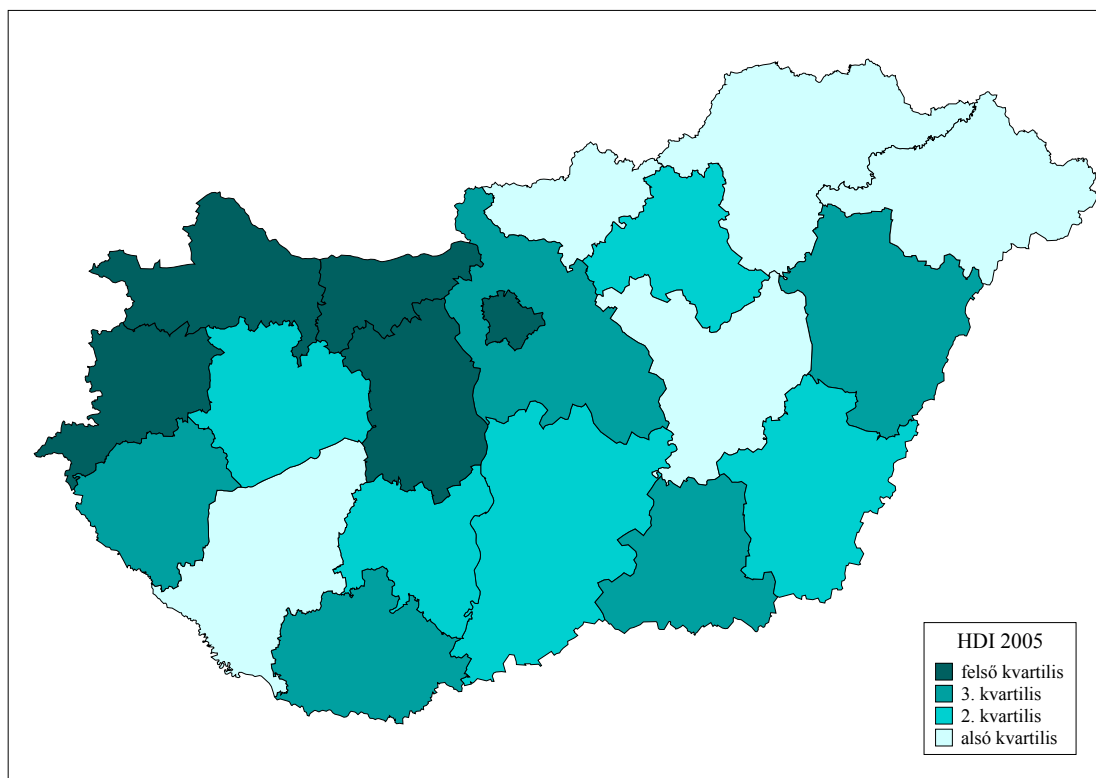 HDI 2005
felső kvartilis
3. kvartilis
2. kvartilis
alsó kvartilis